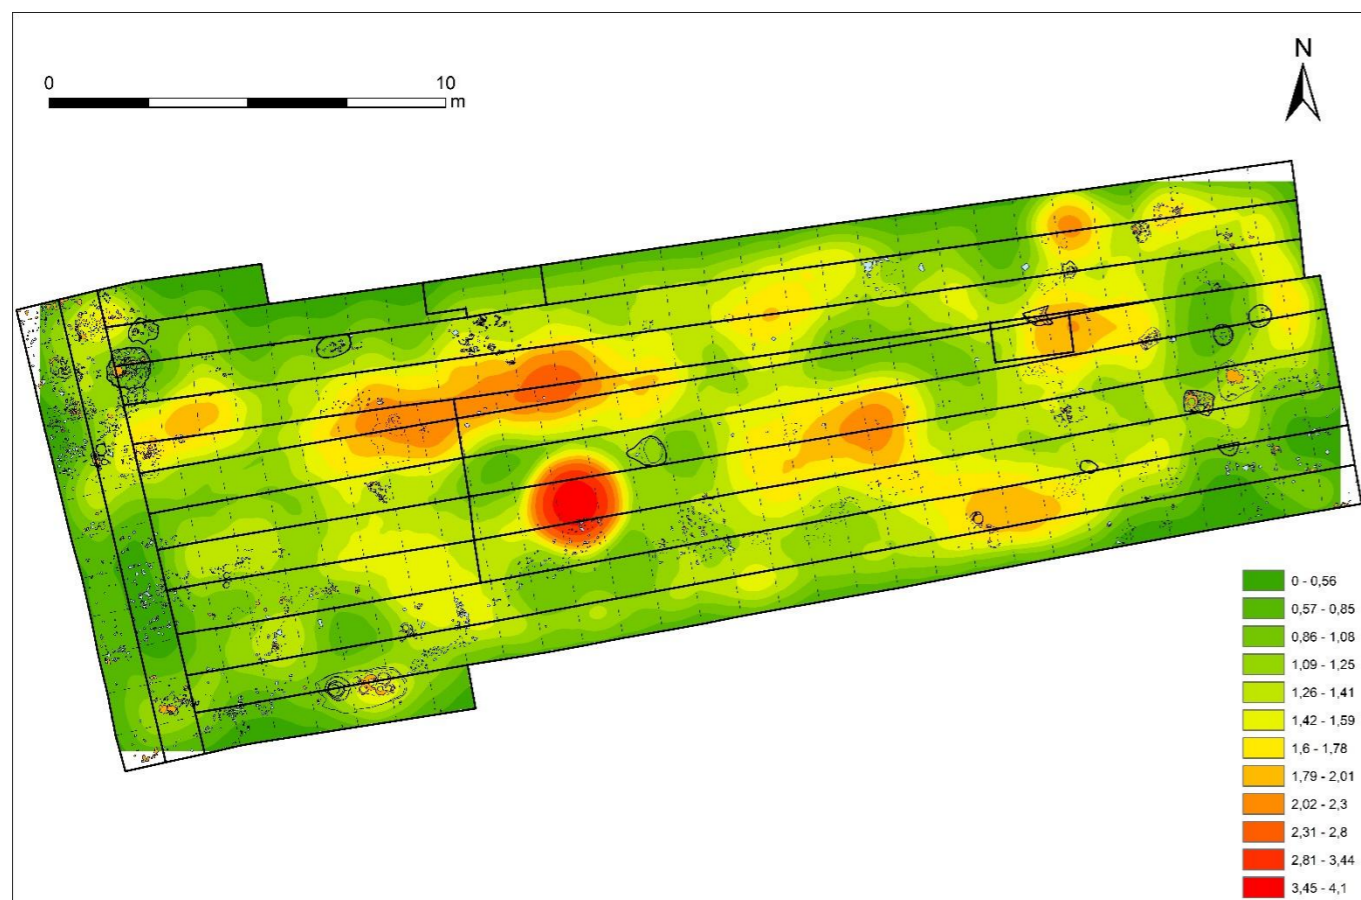 N
0 10
m
0 - 0,56
0,57 - 0,85
0,86 - 1,08
1,09 - 1,25
1,26 - 1,41
1,42 - 1,59
1,6 - 1,78
1,79 - 2,01
2,02 - 2,3
2,31 - 2,8
2,81 - 3,44
3,45 - 4,1